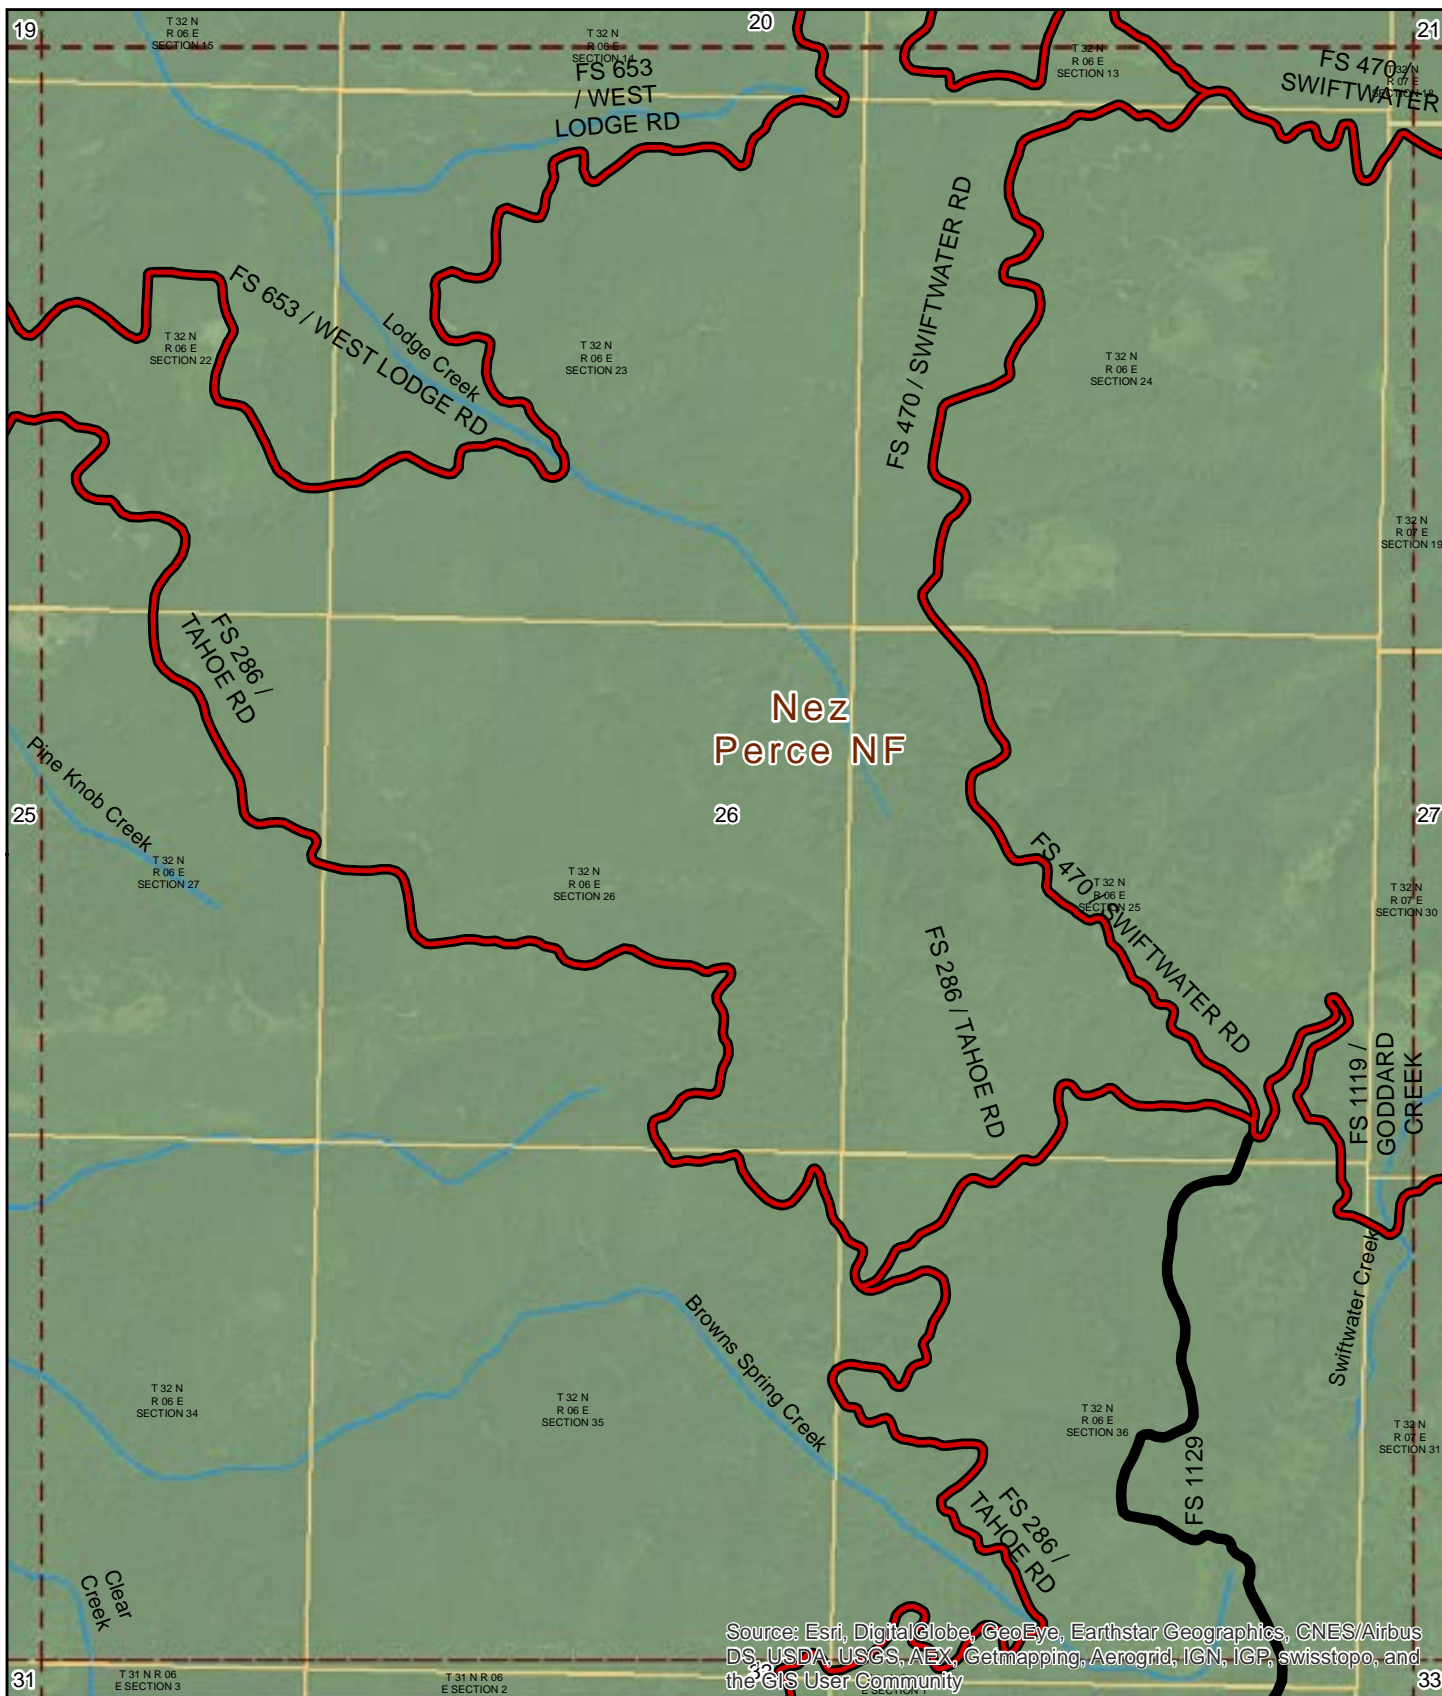 19
T 32 N
R 06 E
SECTION 15
T 32 N
R 06 E
SECTION 14
20
T 32 N
R 06 E
SECTION 13
21
FS 470 /
SWIFTWATER
T 32 N
R 07 E
SECTION 18
FS 653
/ WEST
LODGE RD
FS 653 / WEST LODGE RD
Lodge Creek
T 32 N
R 06 E
SECTION 22
T 32 N
R 06 E
SECTION 23
FS 470 / SWIFTWATER RD
T 32 N
R 06 E
SECTION 24
T 32 N
R 07 E
SECTION 19
FS 286 /
TAHOE RD
Nez
Perce NF
Pine Knob Creek
25
26
27
T 32 N
R 06 E
SECTION 27
T 32 N
R 06 E
SECTION 26
FS 470 / SWIFTWATER RD
T 32 N
R 06 E
SECTION 25
T 32 N
R 07 E
SECTION 30
FS 286 / TAHOE RD
FS 1119 /
GODDARD
CREEK
Swiftwater Creek
Browns Spring Creek
T 32 N
R 06 E
SECTION 34
T 32 N
R 06 E
SECTION 35
T 32 N
R 06 E
SECTION 36
T 32 N
R 07 E
SECTION 31
FS 1129
FS 286 /
TAHOE RD
Clear
Creek
Source: Esri, DigitalGlobe, GeoEye, Earthstar Geographics, CNES/Airbus
DS, USDA, USGS, AEX, Getmapping, Aerogrid, IGN, IGP, swisstopo, and
the GIS User Community
31
T 31 N R 06
E SECTION 3
T 31 N R 06
E SECTION 2
32
E SECTION 1
33